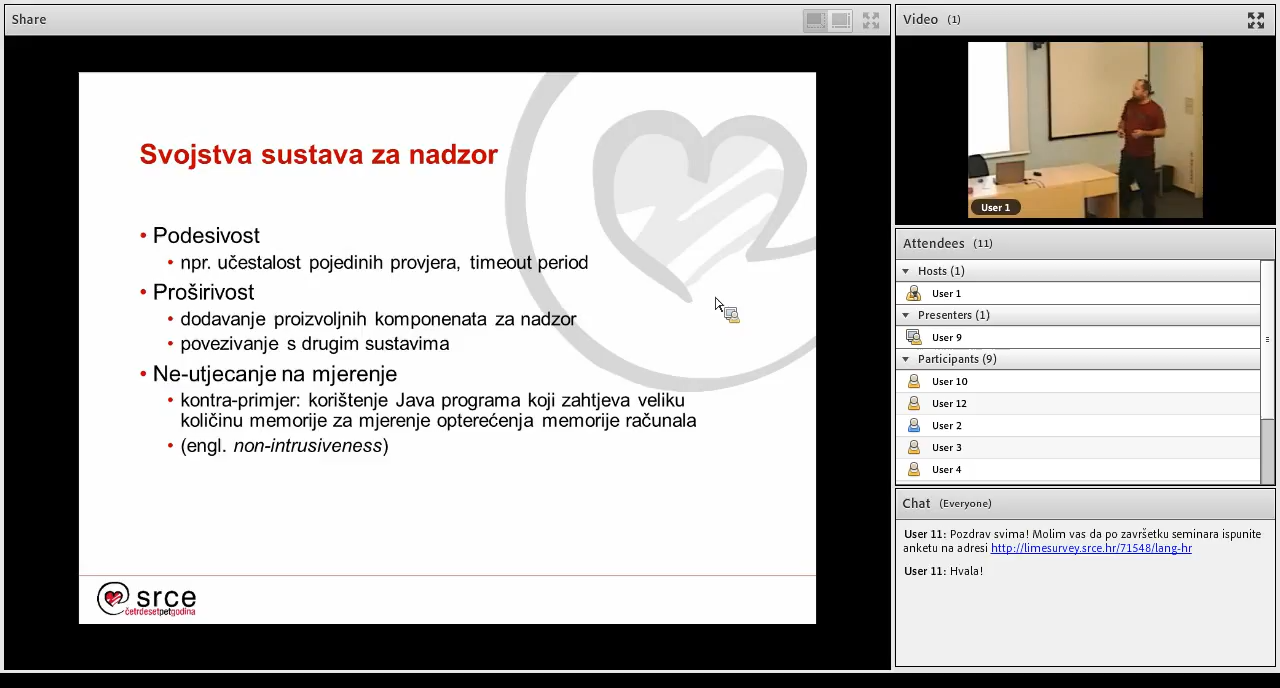 Share
Svojstva sustava za nadzor
• Podesivost
• npr. učestalost pojedinih provjera, timeout period
• Proširivost
• dodavanje proizvoljnih komponenata za nadzor
• povezivanje s drugim sustavima
• Ne-utjecanje na mjerenje
• kontra-primjer: korištenje Java programa koji zahtjeva veliku
količinu memorije za mjerenje opterećenja memorije računala
• (engl. non-intrusiveness)
srce
četrdesetpetgodina
Video (1)
User 1
Attendees (11)
Hosts (1)
User 1
Presenters (1)
User 9
Participants (9)
User 10
User 12
User 2
User 3
User 4
Chat (Everyone)
User 11: Pozdrav svima! Molim vas da po završetku seminara ispunite
anketu na adresi http://limesurvey.srce.hr/71548/lang-hr
User 11: Hvala!